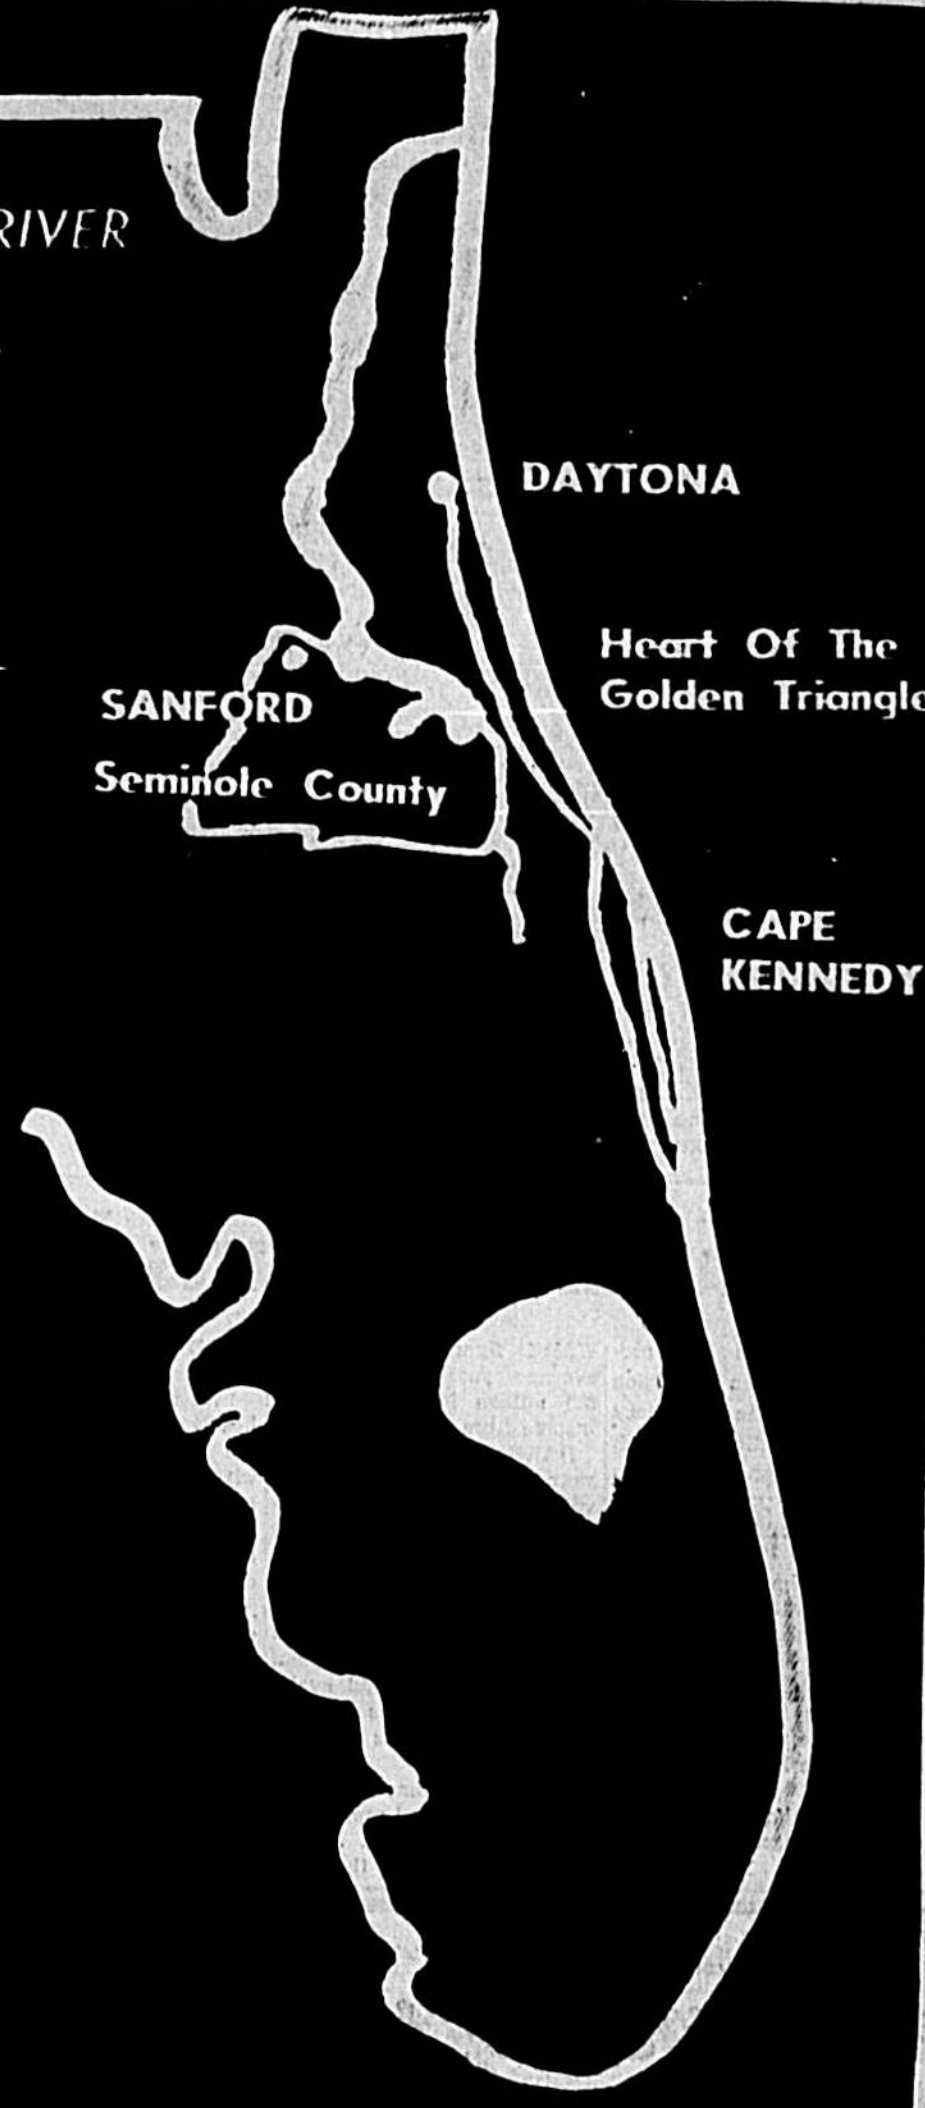 RIVER
DAYTONA
Heart Of The
Golden Triangle
SANFORD
Seminole County
CAPE
KENNEDY